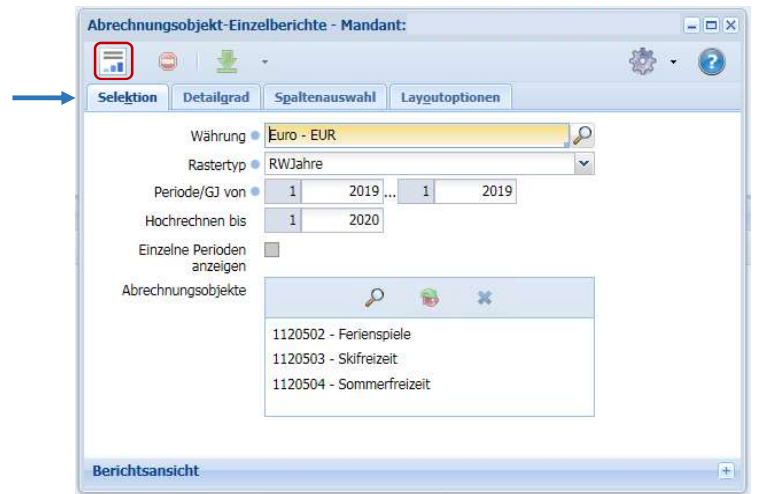 Abrechnungsobjekt-Einzelberichte - Mandant:
Selektion Detailgrad Spaltenauswahl Layoutoptionen
Währung Euro - EUR
Rastertyp RWJahre
Periode/GJ von 1 2019 ... 1 2019
Hochrechnen bis 1 2020
Einzelne Perioden
anzeigen
Abrechnungsobjekte
1120502 - Ferienspiele
1120503 - Skifreizeit
1120504 - Sommerfreizeit
Berichtsansicht